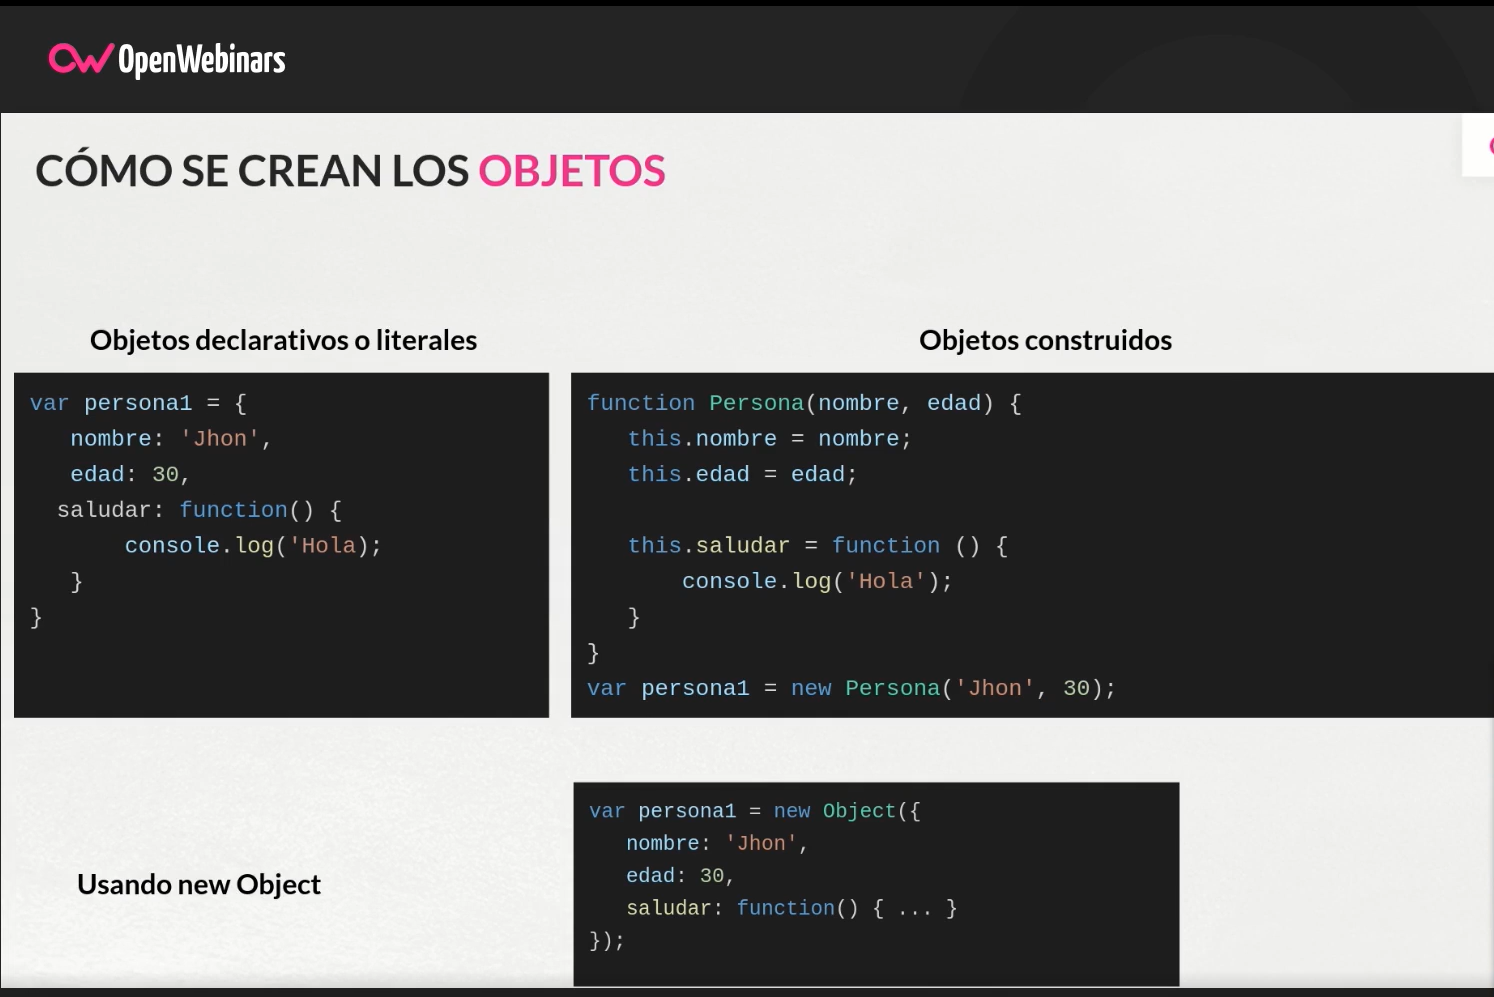 OpenWebinars
CÓMO SE CREAN LOS OBJETOS
Objetos declarativos o literales
var persona1 = {
   nombre: 'Jhon',
   edad: 30,
  saludar: function() {
       console.log('Hola);
   }
}
Objetos construidos
function Persona(nombre, edad) {
   this.nombre = nombre;
   this.edad = edad;
   this.saludar = function () {
       console.log('Hola');
   }
}
var persona1 = new Persona('Jhon', 30);
Usando new Object
var persona1 = new Object({
   nombre: 'Jhon',
   edad: 30,
   saludar: function() { ... }
});